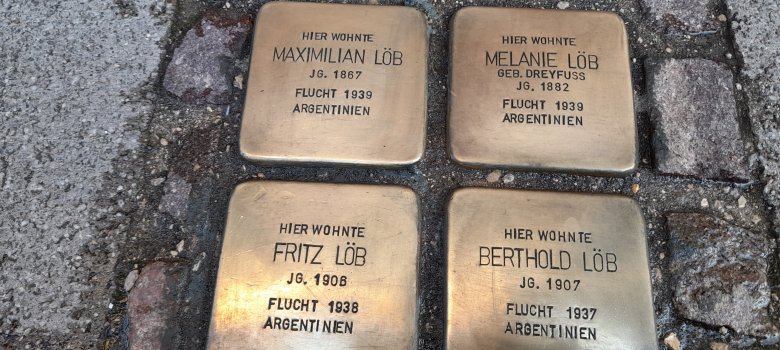 HIER WOHNTE
MAXIMILIAN LÖB
JG. 1867
FLUCHT 1939
ARGENTINIEN
HIER WOHNTE
MELANIE LÖB
GEB. DREYFUSS
JG. 1882
FLUCHT 1939
ARGENTINIEN
HIER WOHNTE
FRITZ LÖB
JG. 1906
FLUCHT 1938
ARGENTINIEN
HIER WOHNTE
BERTHOLD LÖB
JG. 1907
FLUCHT 1937
ARGENTINIEN